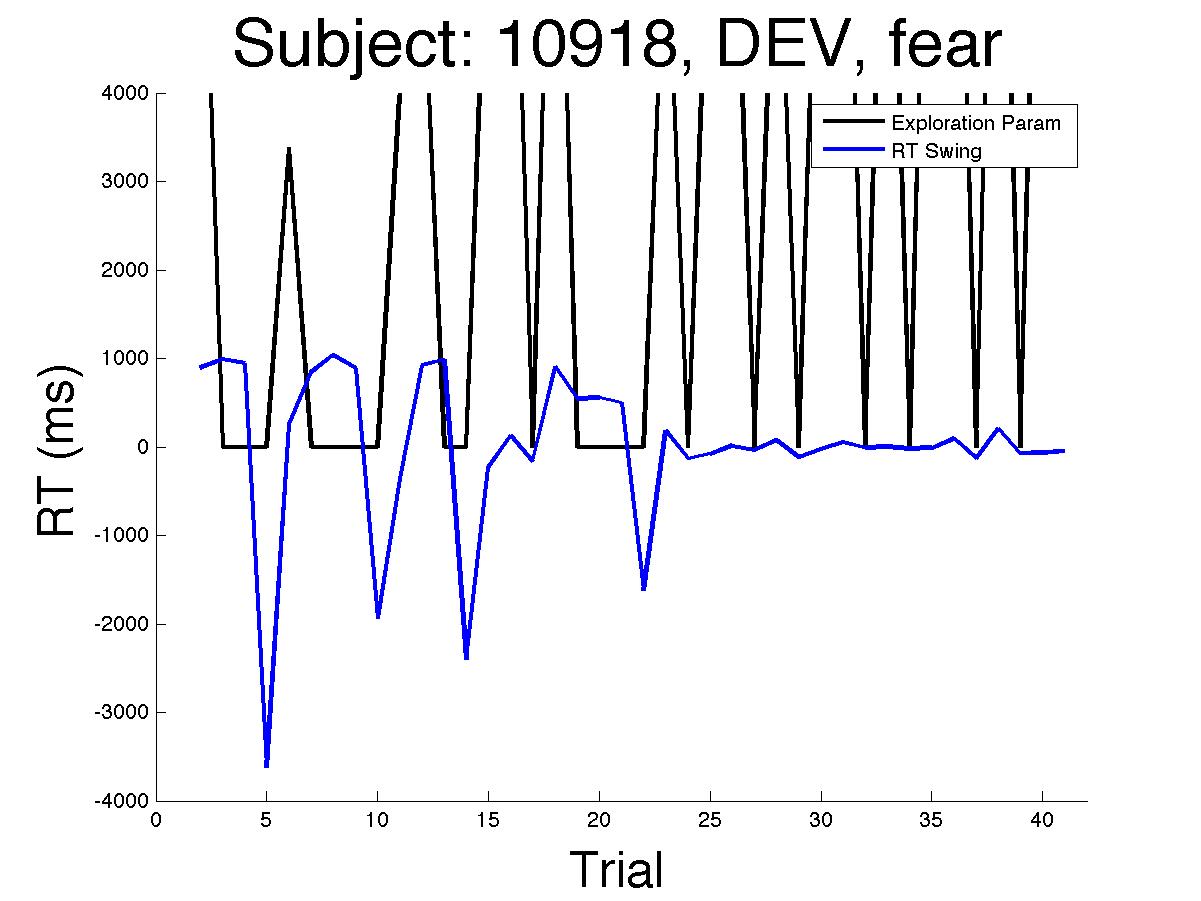 Subject: 10918, DEV, fear
4000
3000
2000
1000
0
-1000
-2000
-3000
-4000
RT (ms)
Exploration Param
RT Swing
0 5 10 15 20 25 30 35 40
Trial